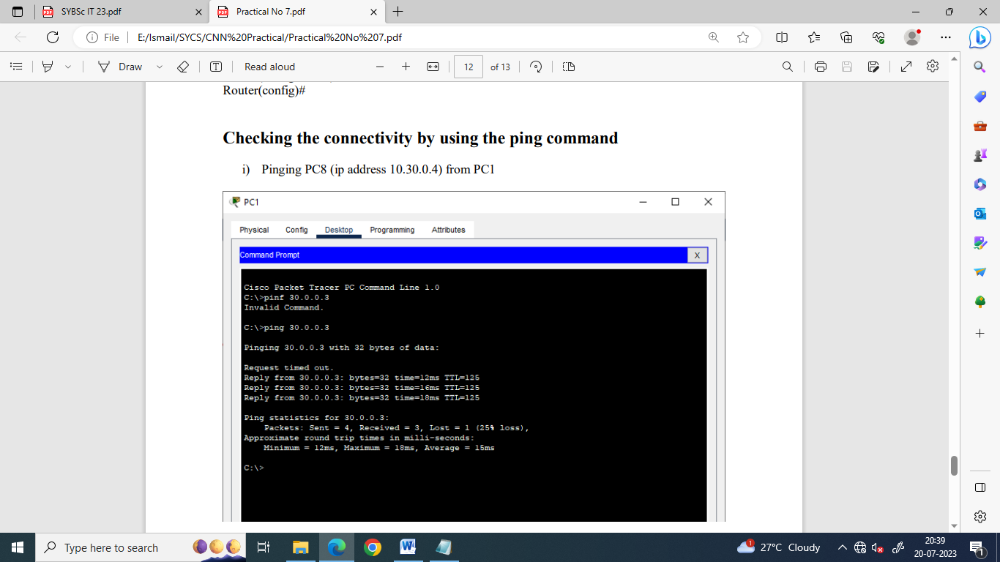 SYBSc IT 23.pdf
Practical No 7.pdf
File
E:/Ismail/SYCS/CNN%20Practical/Practical%20No%207.pdf
Draw
Read aloud
12
of 13
Router(config)#
Checking the connectivity by using the ping command
i) Pinging PC8 (ip address 10.30.0.4) from PC1
PC1
Physical Config Desktop Programming Attributes
Command Prompt
X
Cisco Packet Tracer PC Command Line 1.0
C:\>pinf 30.0.0.3
Invalid Command.
C:\>ping 30.0.0.3
Pinging 30.0.0.3 with 32 bytes of data:
Request timed out.
Reply from 30.0.0.3: bytes=32 time=12ms TTL=125
Reply from 30.0.0.3: bytes=32 time=16ms TTL=125
Reply from 30.0.0.3: bytes=32 time=18ms TTL=125
Ping statistics for 30.0.0.3:
Packets: Sent = 4, Received = 3, Lost = 1 (25% loss),
Approximate round trip times in milli-seconds:
Minimum = 12ms, Maximum = 18ms, Average = 15ms
C:\>
Type here to search
1
27°C Cloudy
20:39
20-07-2023
1